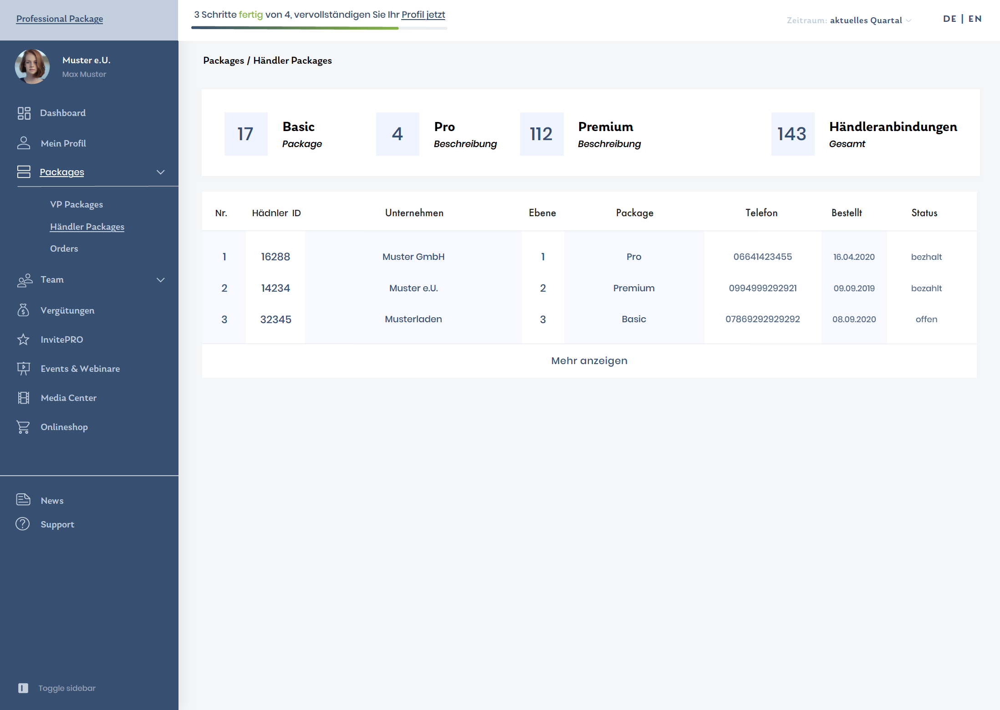 Professional Package
3 Schritte fertig von 4, vervollständigen Sie Ihr Profil jetzt
Zeitraum: aktuelles Quartal
DE | EN
Muster e.U.
Max Muster
Dashboard
Mein Profil
Packages
VP Packages
Händler Packages
Orders
Team
Vergütungen
InvitePRO
Events & Webinare
Media Center
Onlineshop
News
Support
Toggle sidebar
Packages / Händler Packages
17 Basic
Package
4 Pro
Beschreibung
112 Premium
Beschreibung
143 Händleranbindungen
Gesamt
Nr. Hädnler ID Unternehmen Ebene Package Telefon Bestellt Status
1 16288 Muster GmbH 1 Pro 06641423455 16.04.2020 bezhalt
2 14234 Muster e.U. 2 Premium 0994999292921 09.09.2019 bezahlt
3 32345 Musterladen 3 Basic 07869292929292 08.09.2020 offen
Mehr anzeigen